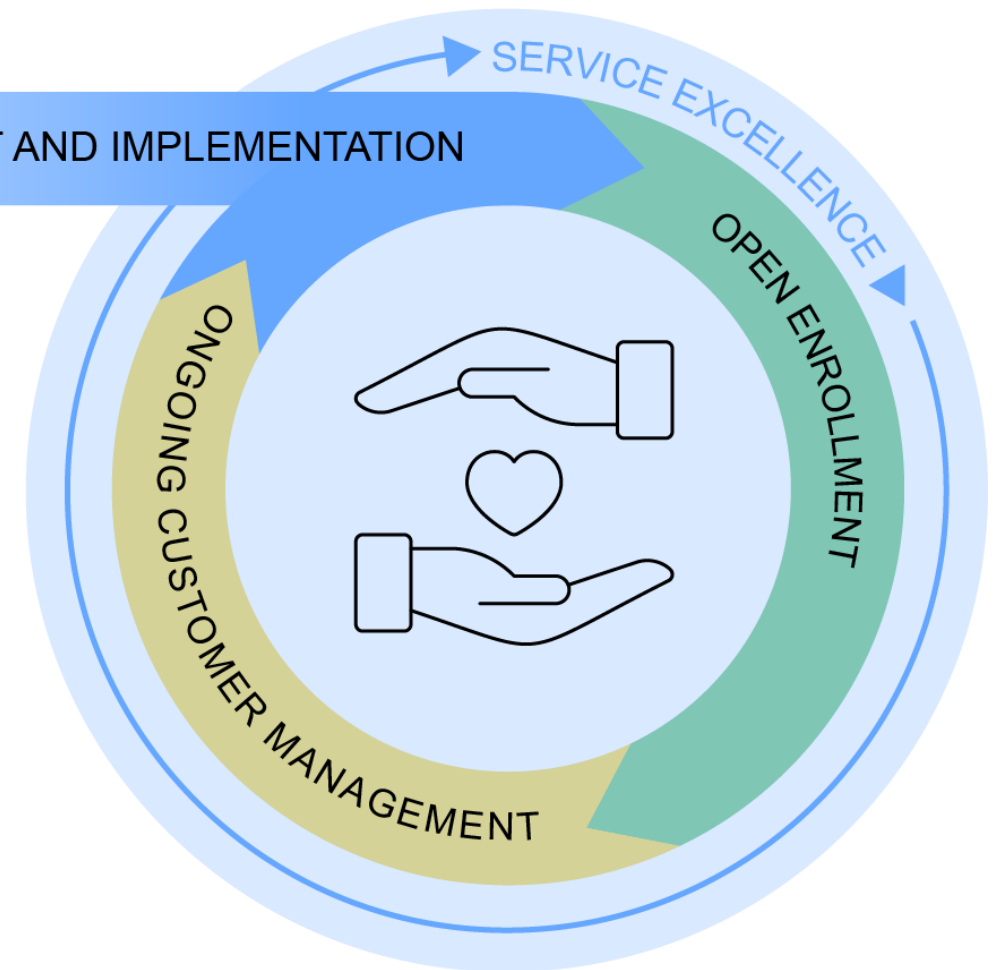 SERVICE EXCELLENCE
AND IMPLEMENTATION
OPEN ENROLLMENT
ONGOING CUSTOMER MANAGEMENT